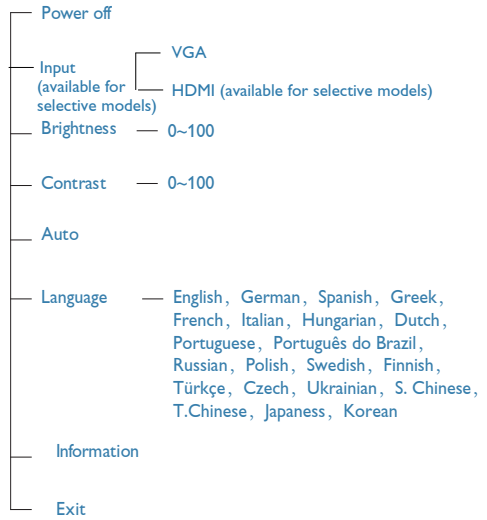 Power off
Input
(available for
selective models)
VGA
HDMI (available for selective models)
Brightness
0~100
Contrast
0~100
Auto
Language
English, German, Spanish, Greek,
French, Italian, Hungarian, Dutch,
Portuguese, Português do Brazil,
Russian, Polish, Swedish, Finnish,
Türkçe, Czech, Ukrainian, S. Chinese,
T.Chinese, Japaness, Korean
Information
Exit